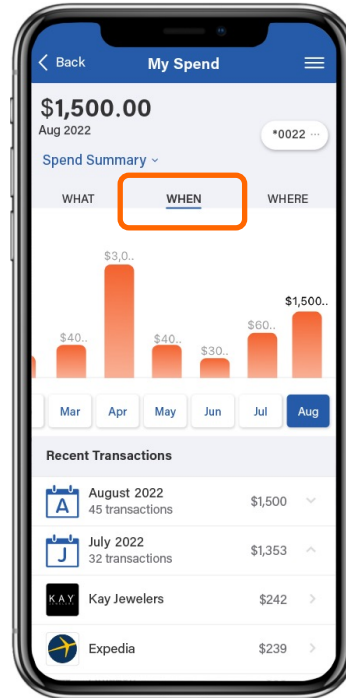 Back
My Spend
$1,500.00
Aug 2022
*0022 ...
Spend Summary
WHAT WHEN WHERE
$3,0..
$1,500..
$60..
$40..
$40..
$30..
Mar Apr May Jun Jul Aug
Recent Transactions
A
August 2022
45 transactions
$1,500
J
July 2022
32 transactions
$1,353
KAY
Kay Jewelers
$242
Expedia
$239